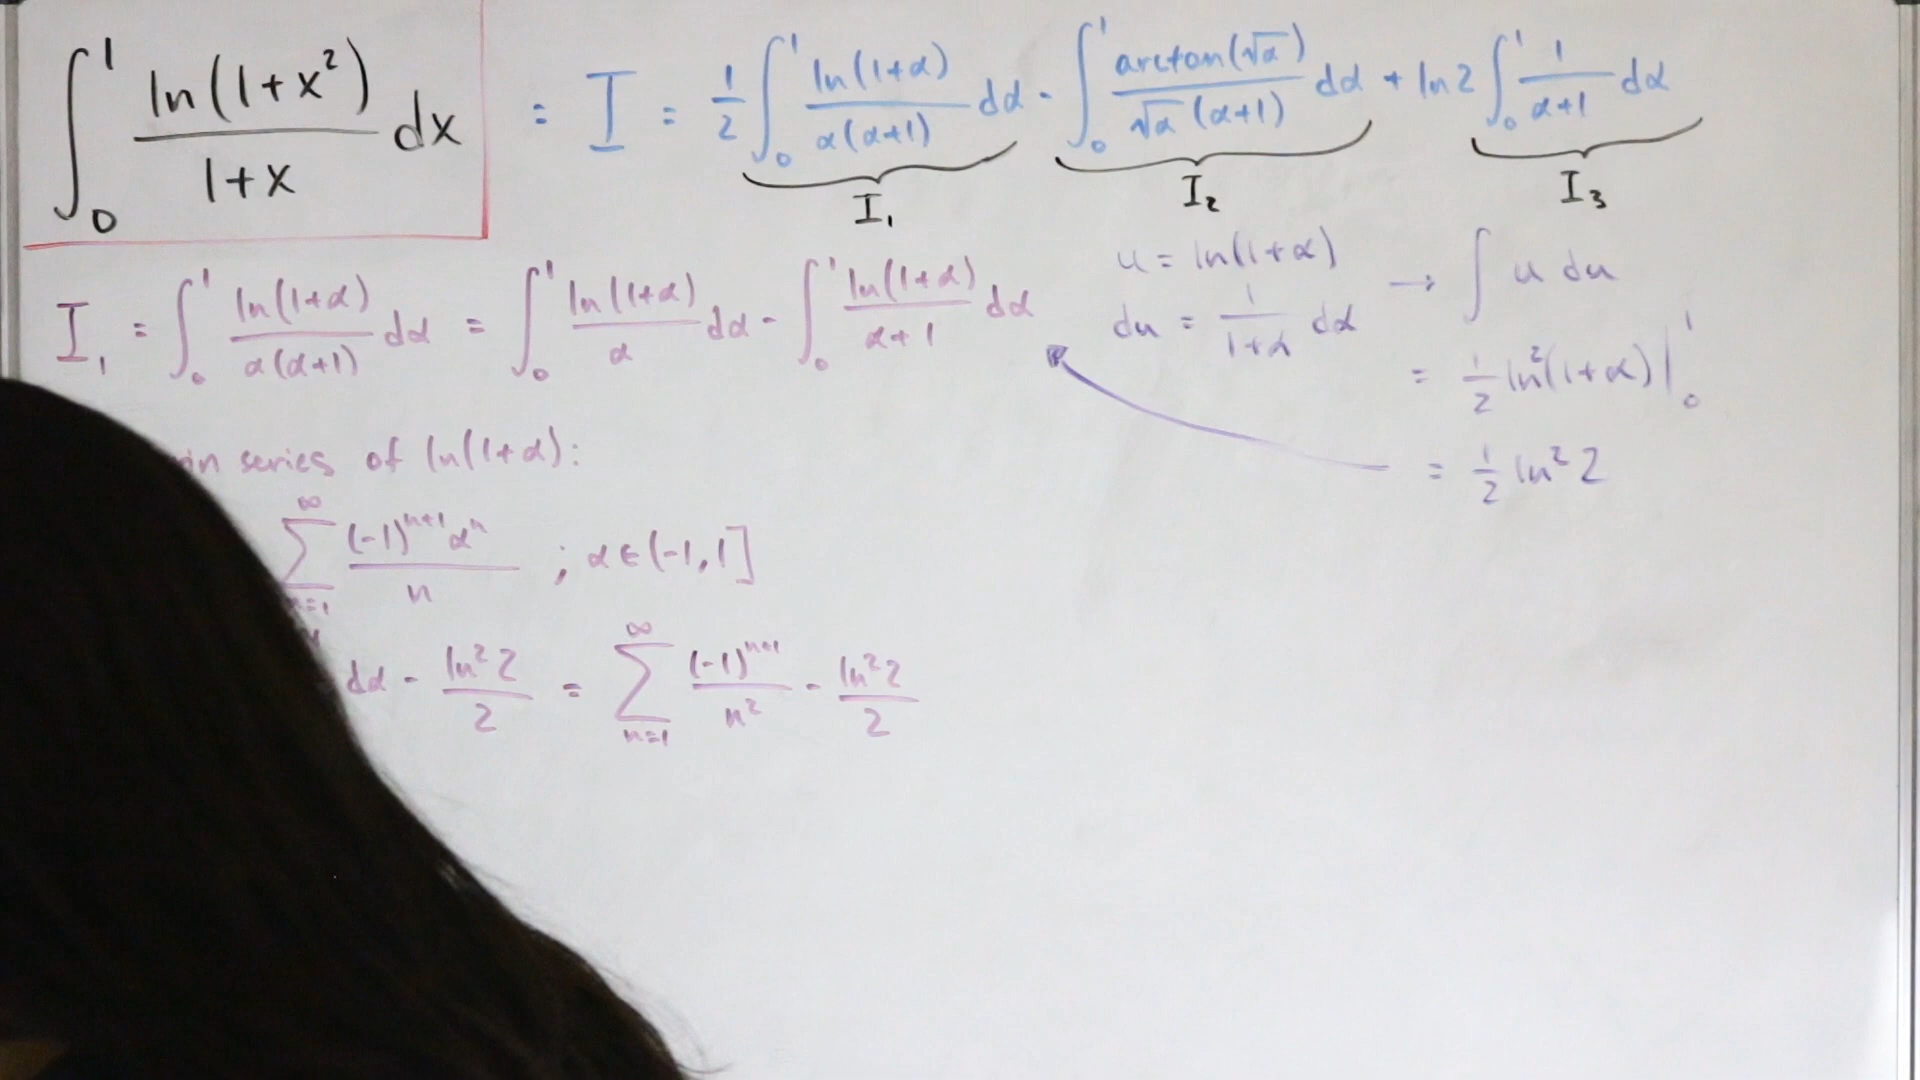 ∫₀¹ ln(1+x²)/(1+x) dx = I = 1/2 ∫₀¹ ln(1+α)/(α(α+1)) dα - ∫₀¹ arctan(√α)/(√α(α+1)) dα + ln2 ∫₀¹ 1/(α+1) dα
I₁ I₂ I₃
I₁ = ∫₀¹ ln(1+α)/(α(α+1)) dα = ∫₀¹ ln(1+α)/α dα - ∫₀¹ ln(1+α)/(α+1) dα
u = ln(1+α)
du = 1/(1+α) dα
→ ∫ u du
= 1/2 ln²(1+α)|₀¹
= 1/2 ln² 2
series of ln(1+α):
∑_{n=1}^∞ (-1)ⁿ⁺¹αⁿ/n ; α∈(-1,1]
dα - ln²2/2 = ∑_{n=1}^∞ (-1)ⁿ⁺¹/n² - ln²2/2